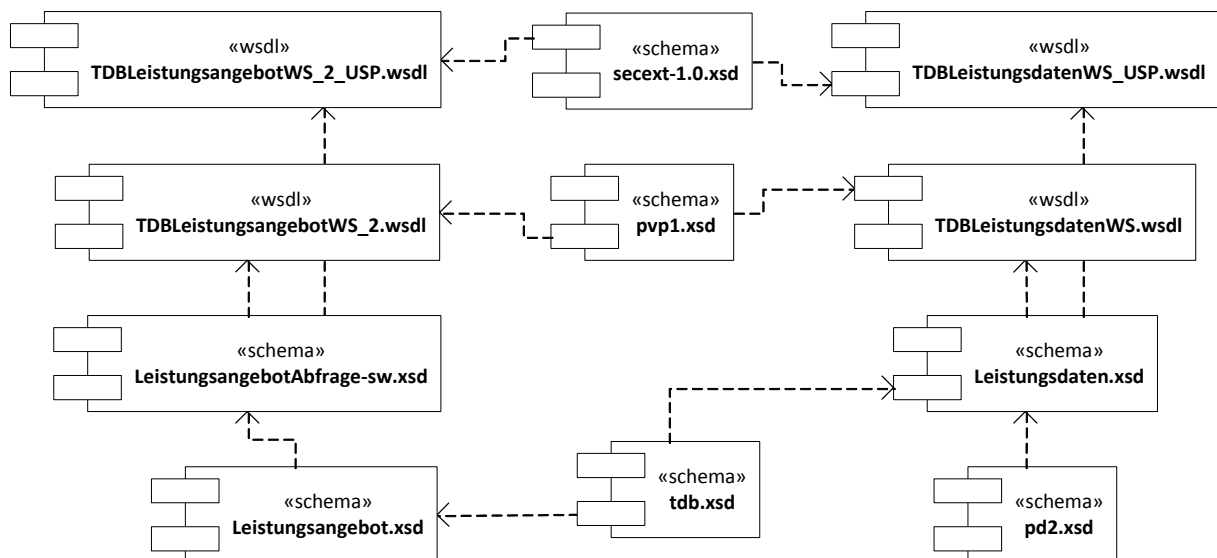 «wsdl»
TDBLeistungsangebotWS_2_USP.wsdl
«schema»
secext-1.0.xsd
«wsdl»
TDBLeistungsdatenWS_USP.wsdl
«wsdl»
TDBLeistungsangebotWS_2.wsdl
«schema»
pvp1.xsd
«wsdl»
TDBLeistungsdatenWS.wsdl
«schema»
LeistungsangebotAbfrage-sw.xsd
«schema»
Leistungsdaten.xsd
«schema»
Leistungsangebot.xsd
«schema»
tdb.xsd
«schema»
pd2.xsd